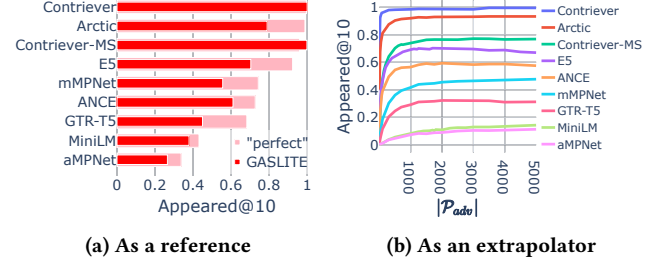 Contriever
Arctic
Contriever-MS
E5
mMPNet
ANCE
GTR-T5
MiniLM
aMPNet
"perfect"
GASLITE
0 0.2 0.4 0.6 0.8 1
Appeared@10
(a) As a reference
Appeared@10
1
0.8
0.6
0.4
0.2
0
1000
2000
3000
4000
5000
|𝒫adv|
Contriever
Arctic
Contriever-MS
E5
ANCE
mMPNet
GTR-T5
MiniLM
aMPNet
(b) As an extrapolator